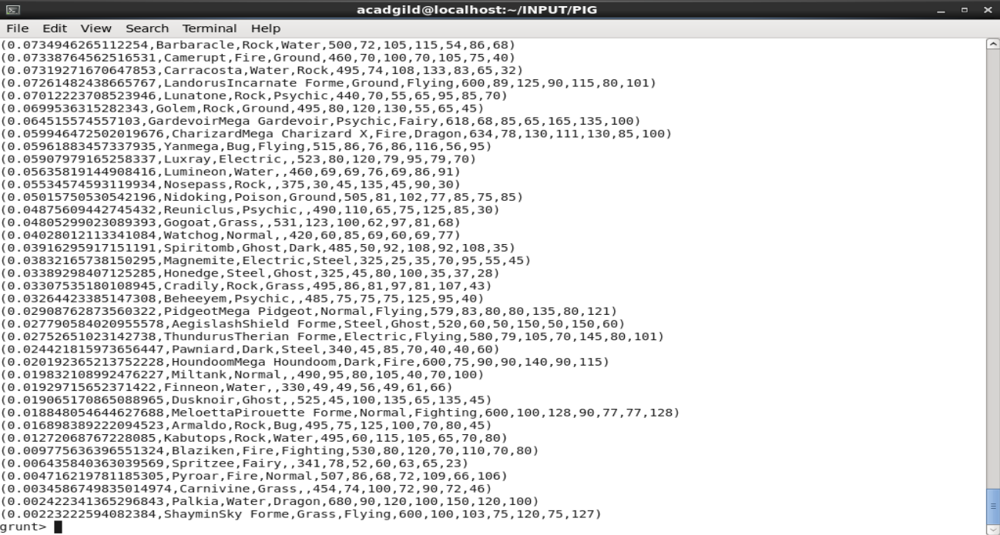 acadgild@localhost:~/INPUT/PIG
File Edit View Search Terminal Help
(0.0734946265112254,Barbaracle,Rock,Water,500,72,105,115,54,86,68)
(0.07338764562516531,Camerupt,Fire,Ground,460,70,100,70,105,75,40)
(0.07319271670647853,Carracosta,Water,Rock,495,74,108,133,83,65,32)
(0.07261482438665767,LandorusIncarnate Forme,Ground,Flying,600,89,125,90,115,80,101)
(0.07012223708523946,Lunatone,Rock,Psychic,440,70,55,65,95,85,70)
(0.0699536315282343,Golem,Rock,Ground,495,80,120,130,55,65,45)
(0.064515574557103,GardevoirMega Gardevoir,Psychic,Fairy,618,68,85,65,165,135,100)
(0.059946472502019676,CharizardMega Charizard X,Fire,Dragon,634,78,130,111,130,85,100)
(0.05961883457337935,Yanmega,Bug,Flying,515,86,76,86,116,56,95)
(0.05907979165258337,Luxray,Electric,,523,80,120,79,95,79,70)
(0.05635819144908416,Lumineon,Water,,460,69,69,76,69,86,91)
(0.05534574593119934,Nosepass,Rock,,375,30,45,135,45,90,30)
(0.05015750530542196,Nidoking,Poison,Ground,505,81,102,77,85,75,85)
(0.04875609442745432,Reuniclus,Psychic,,490,110,65,75,125,85,30)
(0.04805299023089393,Gogoat,Grass,,531,123,100,62,97,81,68)
(0.04028012113341084,Watchog,Normal,,420,60,85,69,60,69,77)
(0.03916295917151191,Spiritomb,Ghost,Dark,485,50,92,108,92,108,35)
(0.03832165738150295,Magnemite,Electric,Steel,325,25,35,70,95,55,45)
(0.03389298407125285,Honedge,Steel,Ghost,325,45,80,100,35,37,28)
(0.03307535180108945,Cradily,Rock,Grass,495,86,81,97,81,107,43)
(0.03264423385147308,Beheeyem,Psychic,,485,75,75,75,125,95,40)
(0.02908762873560322,PidgeotMega Pidgeot,Normal,Flying,579,83,80,80,135,80,121)
(0.027790584020955578,AegislashShield Forme,Steel,Ghost,520,60,50,150,50,150,60)
(0.02752651023142738,ThundurusTherian Forme,Electric,Flying,580,79,105,70,145,80,101)
(0.024421815973656447,Pawniard,Dark,Steel,340,45,85,70,40,40,60)
(0.020192365213752228,HoundoomMega Houndoom,Dark,Fire,600,75,90,90,140,90,115)
(0.019832108992476227,Miltank,Normal,,490,95,80,105,40,70,100)
(0.01929715652371422,Finneon,Water,,330,49,49,56,49,61,66)
(0.019065170865088965,Dusknoir,Ghost,,525,45,100,135,65,135,45)
(0.018848054644627688,MeloettaPirouette Forme,Normal,Fighting,600,100,128,90,77,77,128)
(0.016898389222094523,Armaldo,Rock,Bug,495,75,125,100,70,80,45)
(0.01272068767228085,Kabutops,Rock,Water,495,60,115,105,65,70,80)
(0.009775636396551324,Blaziken,Fire,Fighting,530,80,120,70,110,70,80)
(0.006435840363039569,Spritzee,Fairy,,341,78,52,60,63,65,23)
(0.004716219781185305,Pyroar,Fire,Normal,507,86,68,72,109,66,106)
(0.0034586749835014974,Carnivine,Grass,,454,74,100,72,90,72,46)
(0.002422341365296843,Palkia,Water,Dragon,680,90,120,100,150,120,100)
(0.00223222594082384,ShayminSky Forme,Grass,Flying,600,100,103,75,120,75,127)
grunt>